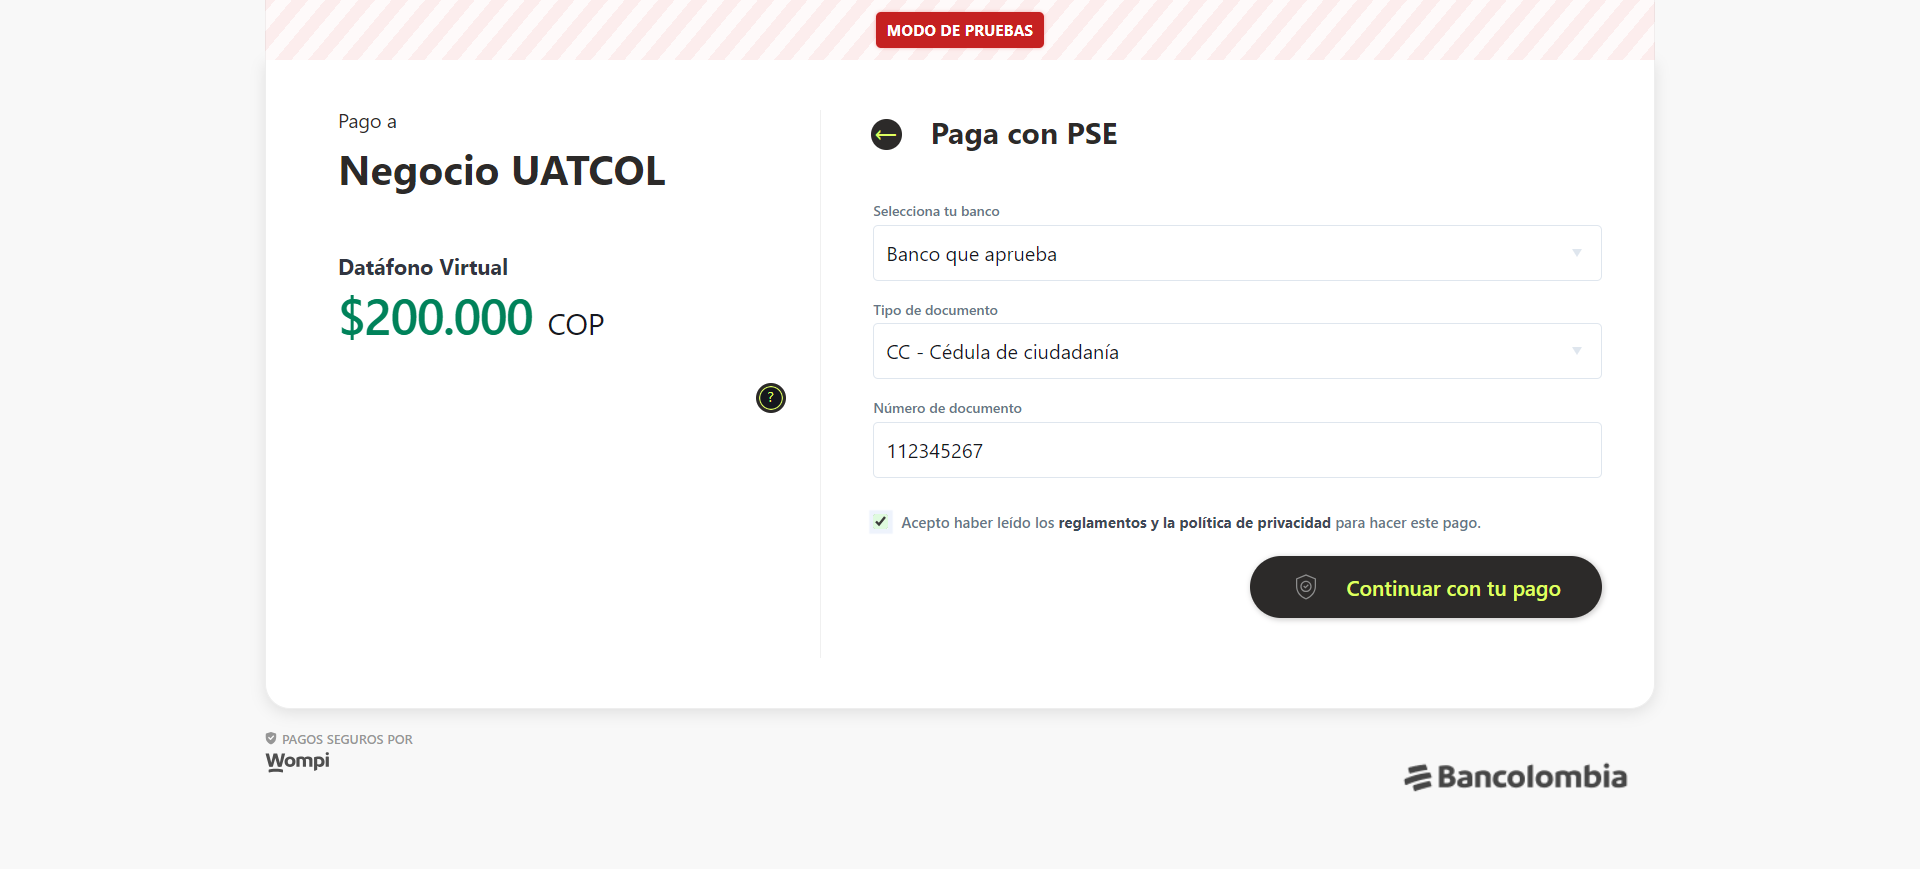 MODO DE PRUEBAS
Pago a
Negocio UATCOL
Datáfono Virtual
$200.000 COP
?
Paga con PSE
Selecciona tu banco
Banco que aprueba
Tipo de documento
CC - Cédula de ciudadanía
Número de documento
112345267
Acepto haber leído los reglamentos y la política de privacidad para hacer este pago.
Continuar con tu pago
PAGOS SEGUROS POR
Wompi
Bancolombia